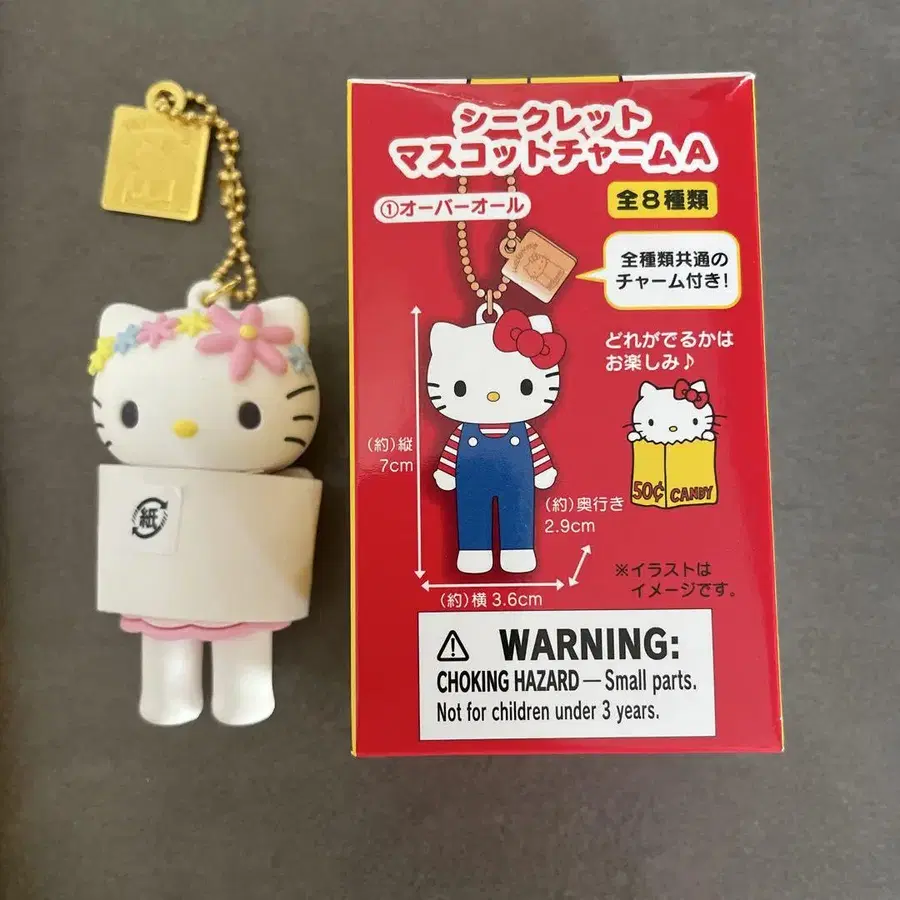 シークレット
マスコットチャームA
①オーバーオール
全8種類
全種類共通の
チャーム付き!
どれがでるかは
お楽しみ♪
(約)縦
7cm
(約)奥行き
2.9cm
50¢ CANDY
(約)横3.6cm
※イラストは
イメージです。
⚠ WARNING:
CHOKING HAZARD—Small parts.
Not for children under 3 years.
紙